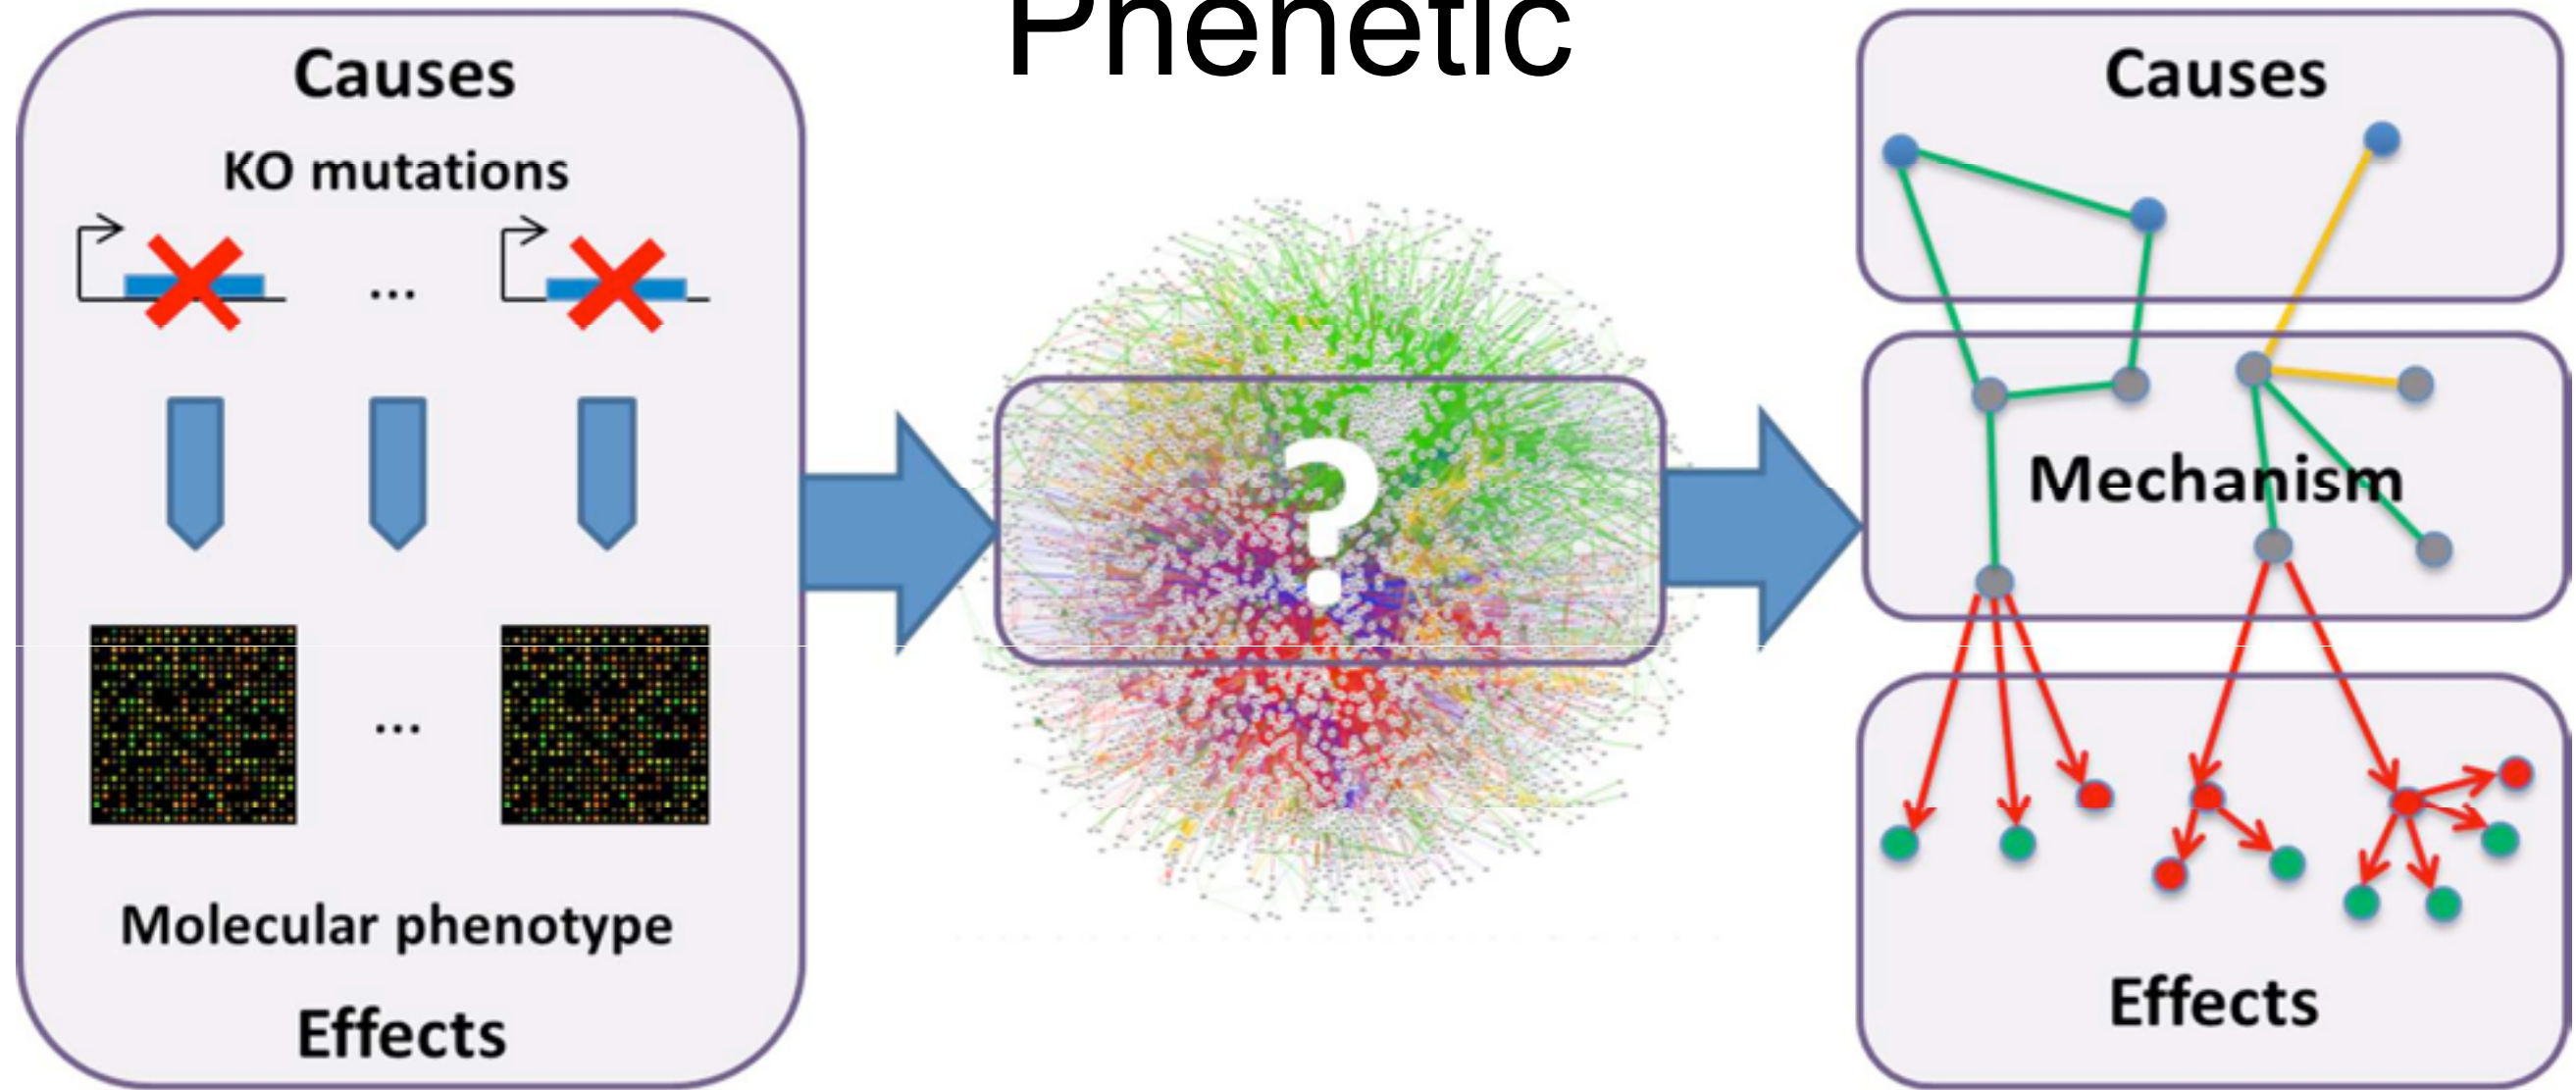 Phenetic
Causes
KO mutations
...
...
Molecular phenotype
Effects
?
Causes
Mechanism
Effects